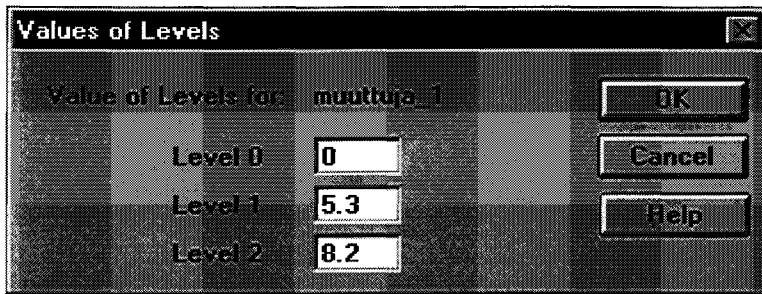 Values of Levels
Value of Levels for: muuttuja_1
OK
Level 0 0
Cancel
Level 1 5.3
Help
Level 2 8.2